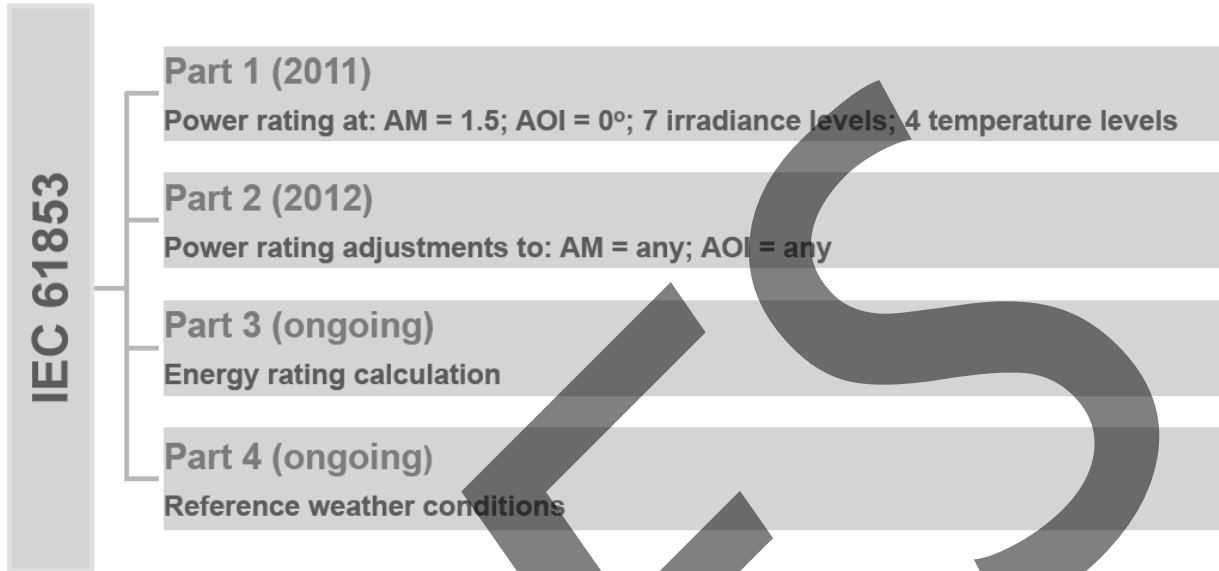 IEC 61853
Part 1 (2011)
Power rating at: AM = 1.5; AOI = 0º; 7 irradiance levels; 4 temperature levels
Part 2 (2012)
Power rating adjustments to: AM = any; AOI = any
Part 3 (ongoing)
Energy rating calculation
Part 4 (ongoing)
Reference weather conditions